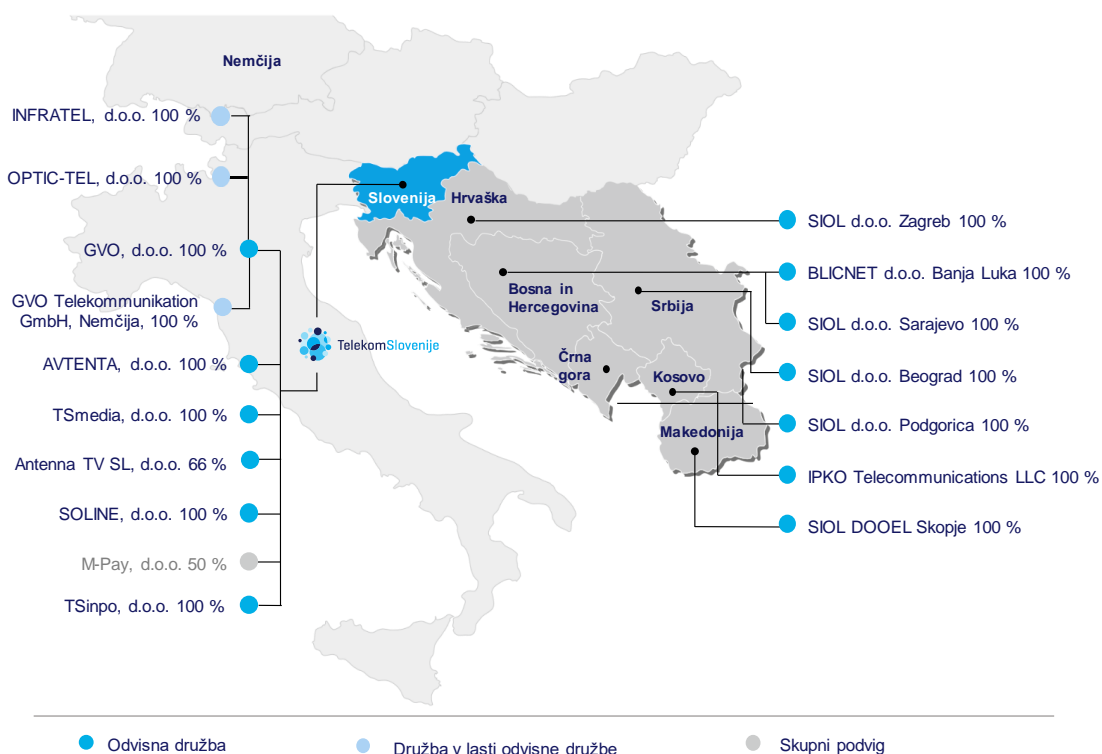 Nemčija
INFRATEL, d.o.o. 100 %
OPTIC-TEL, d.o.o. 100 %
GVO, d.o.o. 100 %
GVO Telekommunikation
GmbH, Nemčija, 100 %
AVTENTA, d.o.o. 100 %
TSmedia, d.o.o. 100 %
Antenna TV SL, d.o.o. 66 %
SOLINE, d.o.o. 100 %
M-Pay, d.o.o. 50 %
TSinpo, d.o.o. 100 %
TelekomSlovenije
Slovenija
Hrvaška
Bosna in
Hercegovina
Srbija
Črna
gora
Kosovo
Makedonija
SIOL d.o.o. Zagreb 100 %
BLICNET d.o.o. Banja Luka 100 %
SIOL d.o.o. Sarajevo 100 %
SIOL d.o.o. Beograd 100 %
SIOL d.o.o. Podgorica 100 %
IPKO Telecommunications LLC 100 %
SIOL DOOEL Skopje 100 %
Odvisna družba
Družba v lasti odvisne družbe
Skupni podvig